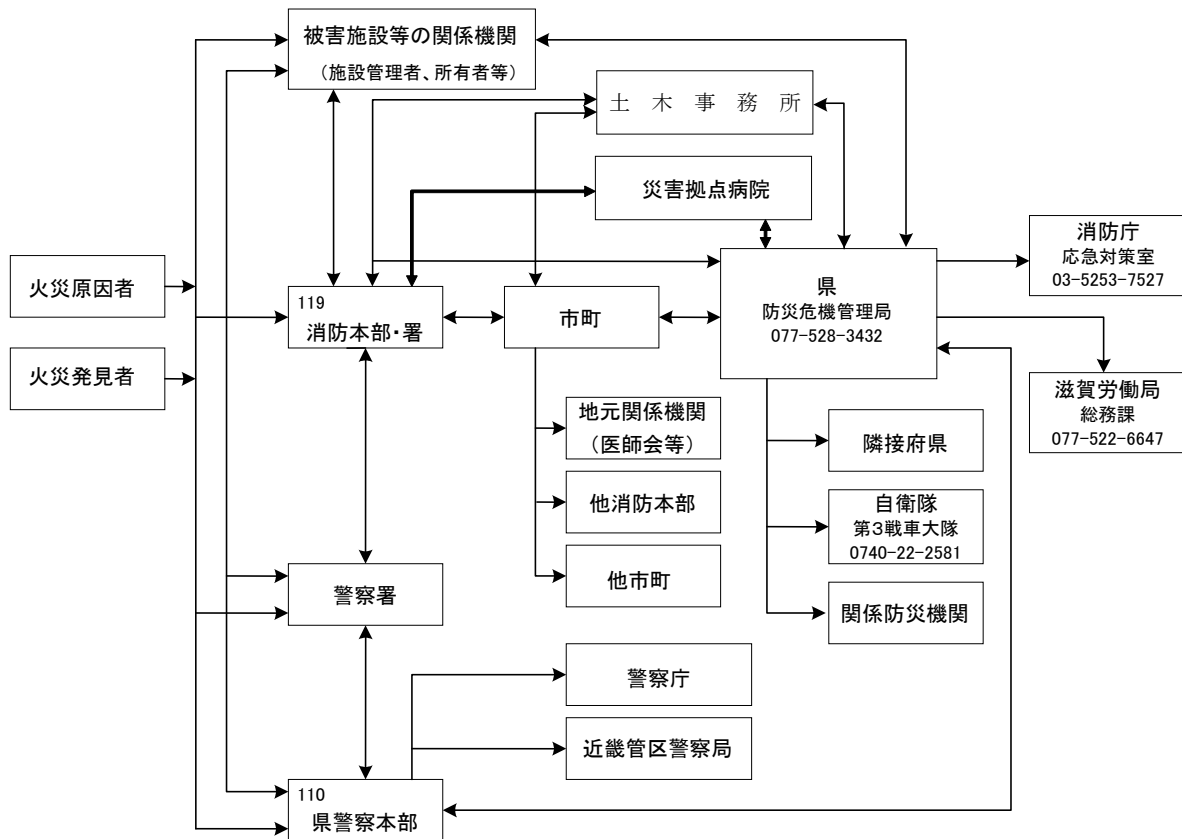 被害施設等の関係機関
（施設管理者、所有者等）
土 木 事 務 所
災害拠点病院
消防庁
応急対策室
03-5253-7527
火災原因者
119
消防本部・署
市町
県
防災危機管理局
077-528-3432
火災発見者
滋賀労働局
総務課
077-522-6647
地元関係機関
（医師会等）
隣接府県
他消防本部
自衛隊
第3戦車大隊
0740-22-2581
他市町
警察署
関係防災機関
警察庁
近畿管区警察局
110
県警察本部